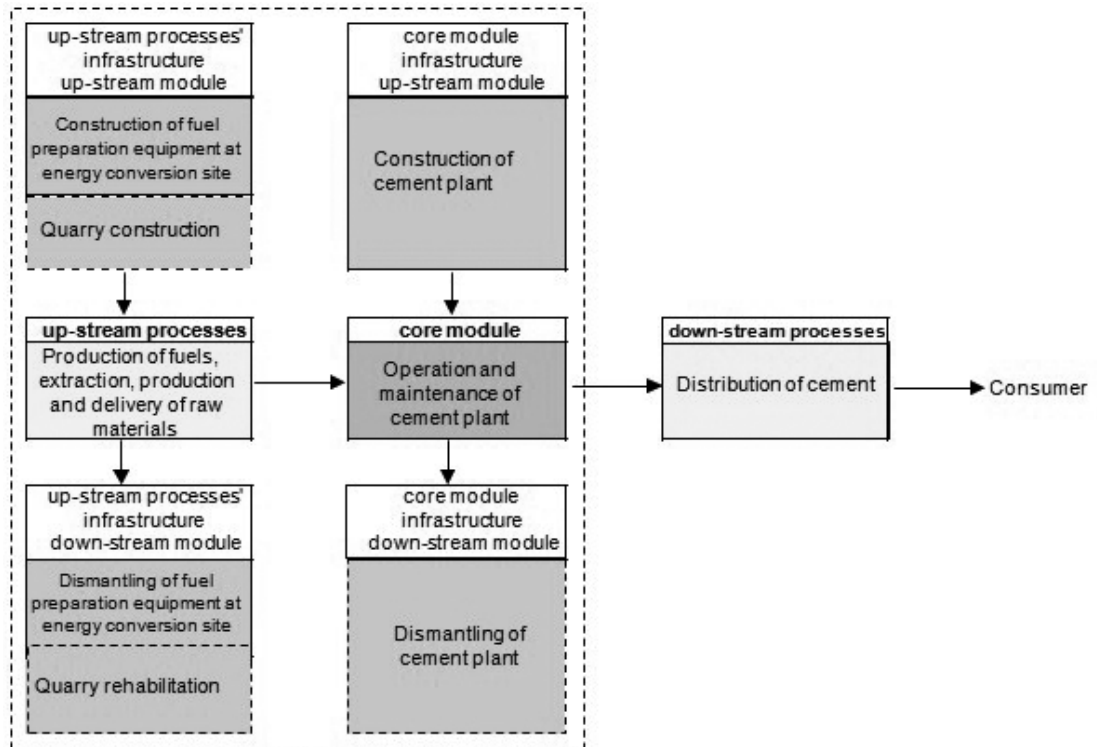 up-stream processes'
infrastructure
up-stream module
Construction of fuel
preparation equipment at
energy conversion site
Quarry construction
core module
infrastructure
up-stream module
Construction of
cement plant
up-stream processes
Production of fuels,
extraction, production
and delivery of raw
materials
core module
Operation and
maintenance of
cement plant
down-stream processes
Distribution of cement
Consumer
up-stream processes'
infrastructure
down-stream module
Dismantling of fuel
preparation equipment at
energy conversion site
Quarry rehabilitation
core module
infrastructure
down-stream module
Dismantling of
cement plant